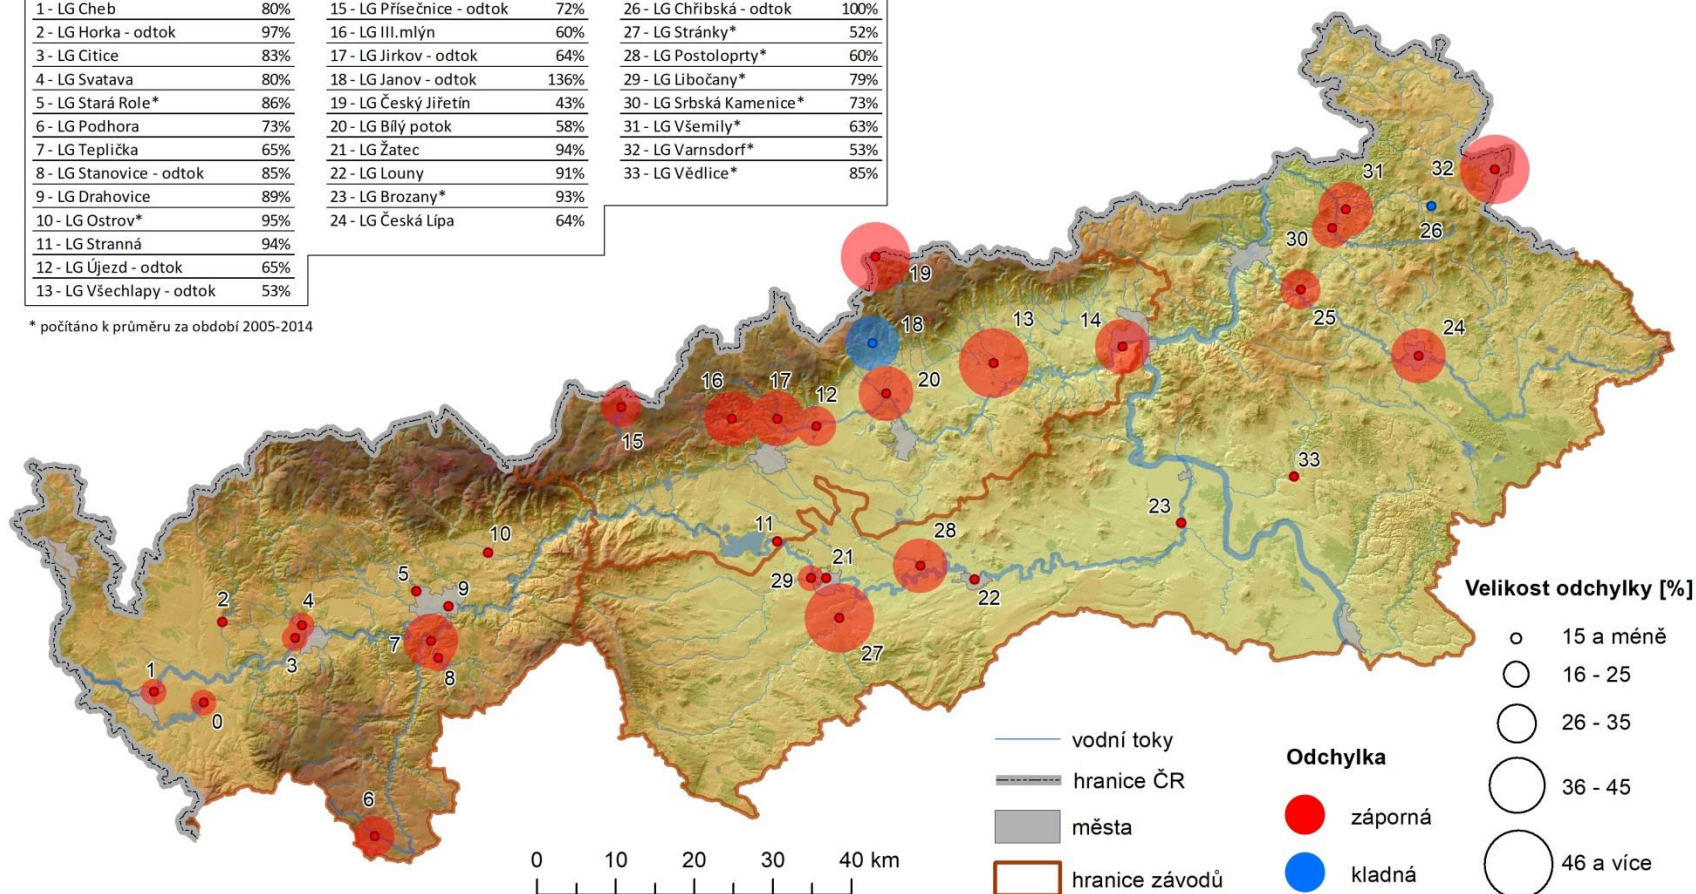 1 - LG Cheb 80%
2 - LG Horka - odtok 97%
3 - LG Citice 83%
4 - LG Svatava 80%
5 - LG Stará Role* 86%
6 - LG Podhora 73%
7 - LG Teplička 65%
8 - LG Stanovice - odtok 85%
9 - LG Drahovice 89%
10 - LG Ostrov* 95%
11 - LG Stranná 94%
12 - LG Újezd - odtok 65%
13 - LG Všechlapy - odtok 53%
15 - LG Přísečnice - odtok 72%
16 - LG III.mlýn 60%
17 - LG Jirkov - odtok 64%
18 - LG Janov - odtok 136%
19 - LG Český Jiřetín 43%
20 - LG Bílý potok 58%
21 - LG Žatec 94%
22 - LG Louny 91%
23 - LG Brozany* 93%
24 - LG Česká Lípa 64%
26 - LG Chřibská - odtok 100%
27 - LG Stránky* 52%
28 - LG Postoloprty* 60%
29 - LG Libočany* 79%
30 - LG Srbská Kamenice* 73%
31 - LG Všemily* 63%
32 - LG Varnsdorf* 53%
33 - LG Vědlice* 85%
* počítáno k průměru za období 2005-2014
31
32
30
26
19
25
18
13
14
24
16
17
12
20
15
33
10
11
28
23
5
9
29
21
22
2
4
3
7
8
27
1
0
6
0 10 20 30 40 km
vodní toky
hranice ČR
města
hranice závodů
Odchylka
záporná
kladná
Velikost odchylky [%]
15 a méně
16 - 25
26 - 35
36 - 45
46 a více